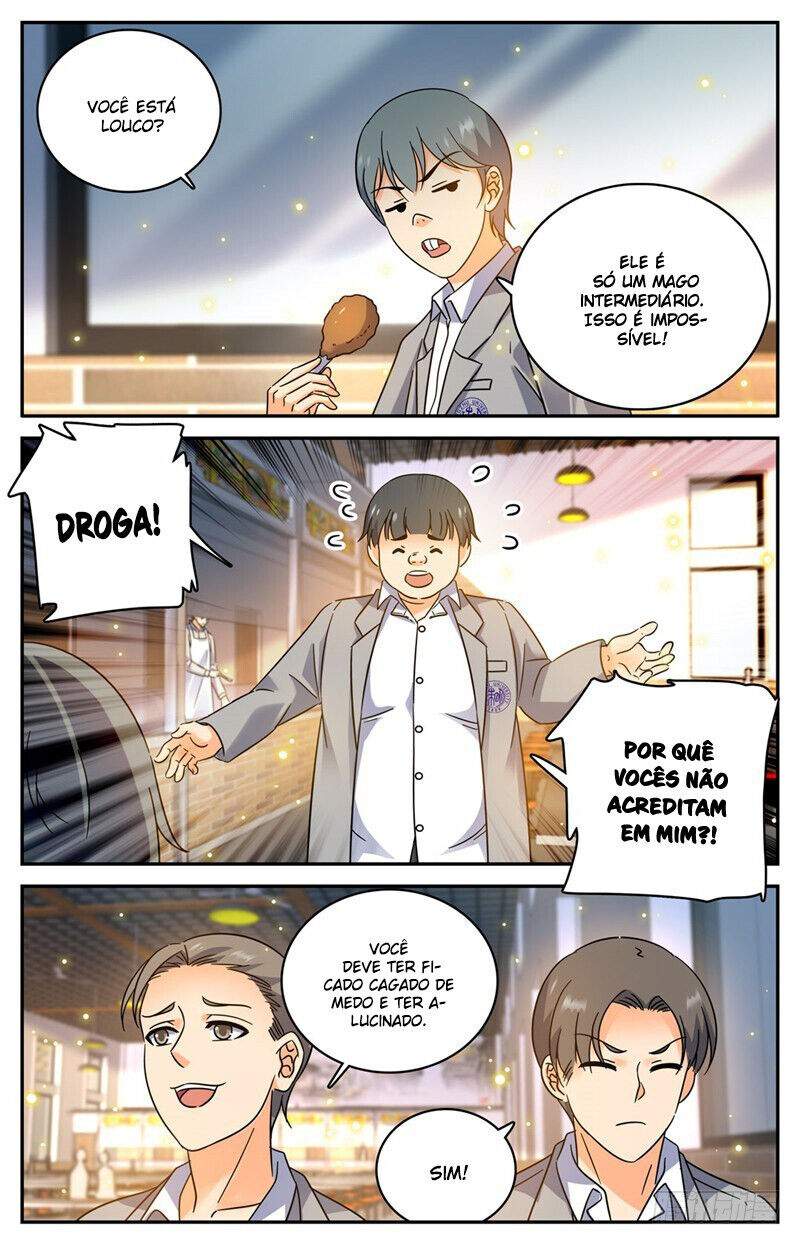 VOCÊ ESTÁ
LOUCO?
ELE É
SÓ UM MAGO
INTERMEDIÁRIO.
ISSO É IMPOS-
SÍVEL!
DROGA!
POR QUÊ
VOCÊS NÃO
ACREDITAM
EM MIM?!
VOCÊ
DEVE TER FI-
CADO CAGADO DE
MEDO E TER A-
LUCINADO.
SIM!